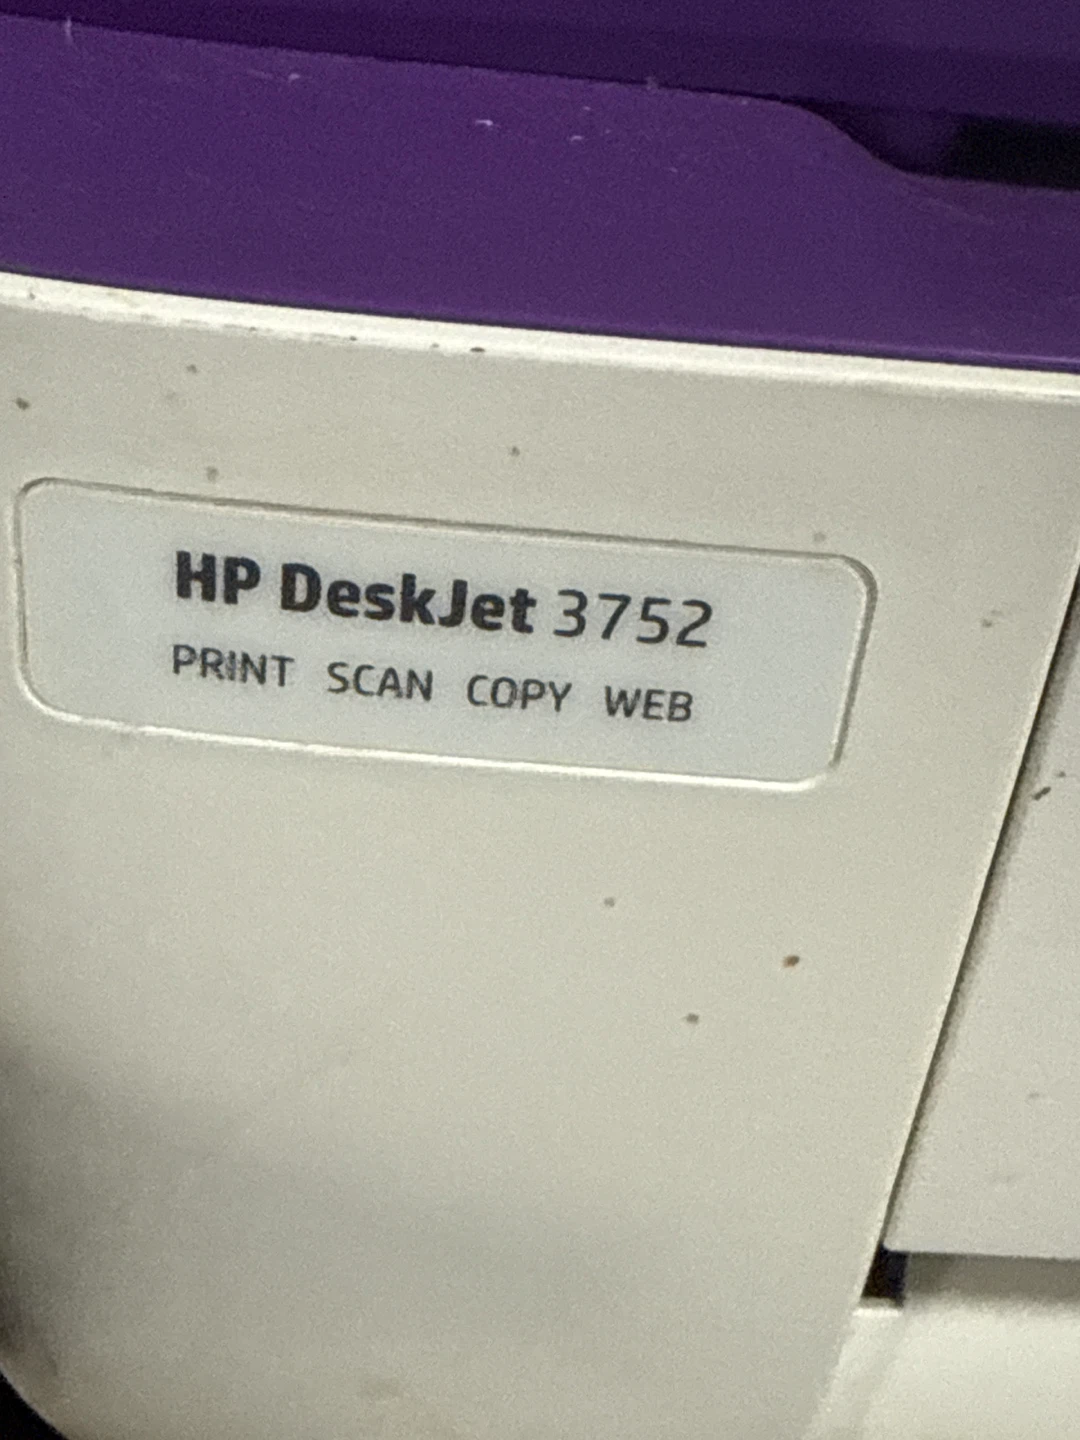 HP DeskJet 3752
PRINT SCAN COPY WEB